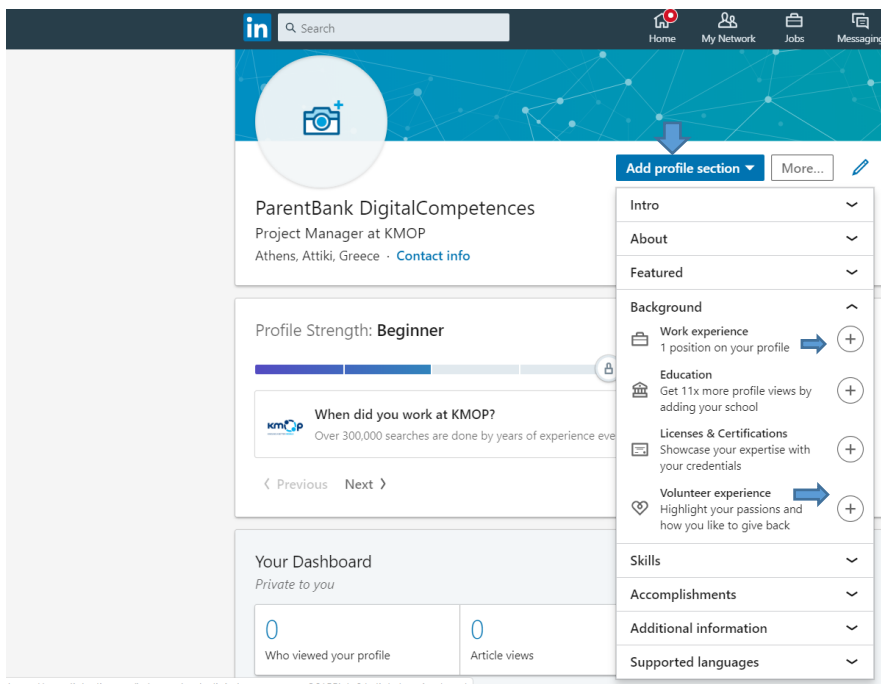 in
Search
Home
My Network
Jobs
Messaging
Add profile section
More...
ParentBank DigitalCompetences
Project Manager at KMOP
Athens, Attiki, Greece · Contact info
Profile Strength: Beginner
When did you work at KMOP?
kmop
Over 300,000 searches are done by years of experience eve
Previous Next
Your Dashboard
Private to you
0
Who viewed your profile
0
Article views
Intro
About
Featured
Background
Work experience
1 position on your profile
Education
Get 11x more profile views by
adding your school
Licenses & Certifications
Showcase your expertise with
your credentials
Volunteer experience
Highlight your passions and
how you like to give back
Skills
Accomplishments
Additional information
Supported languages